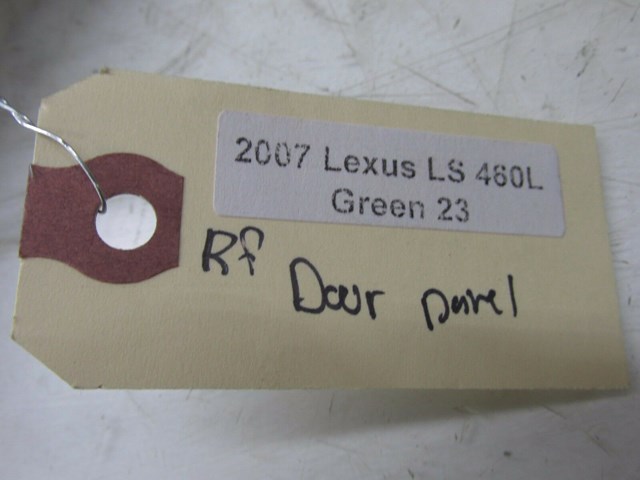 2007 Lexus LS 460L
Green 23
Rf
Door panel